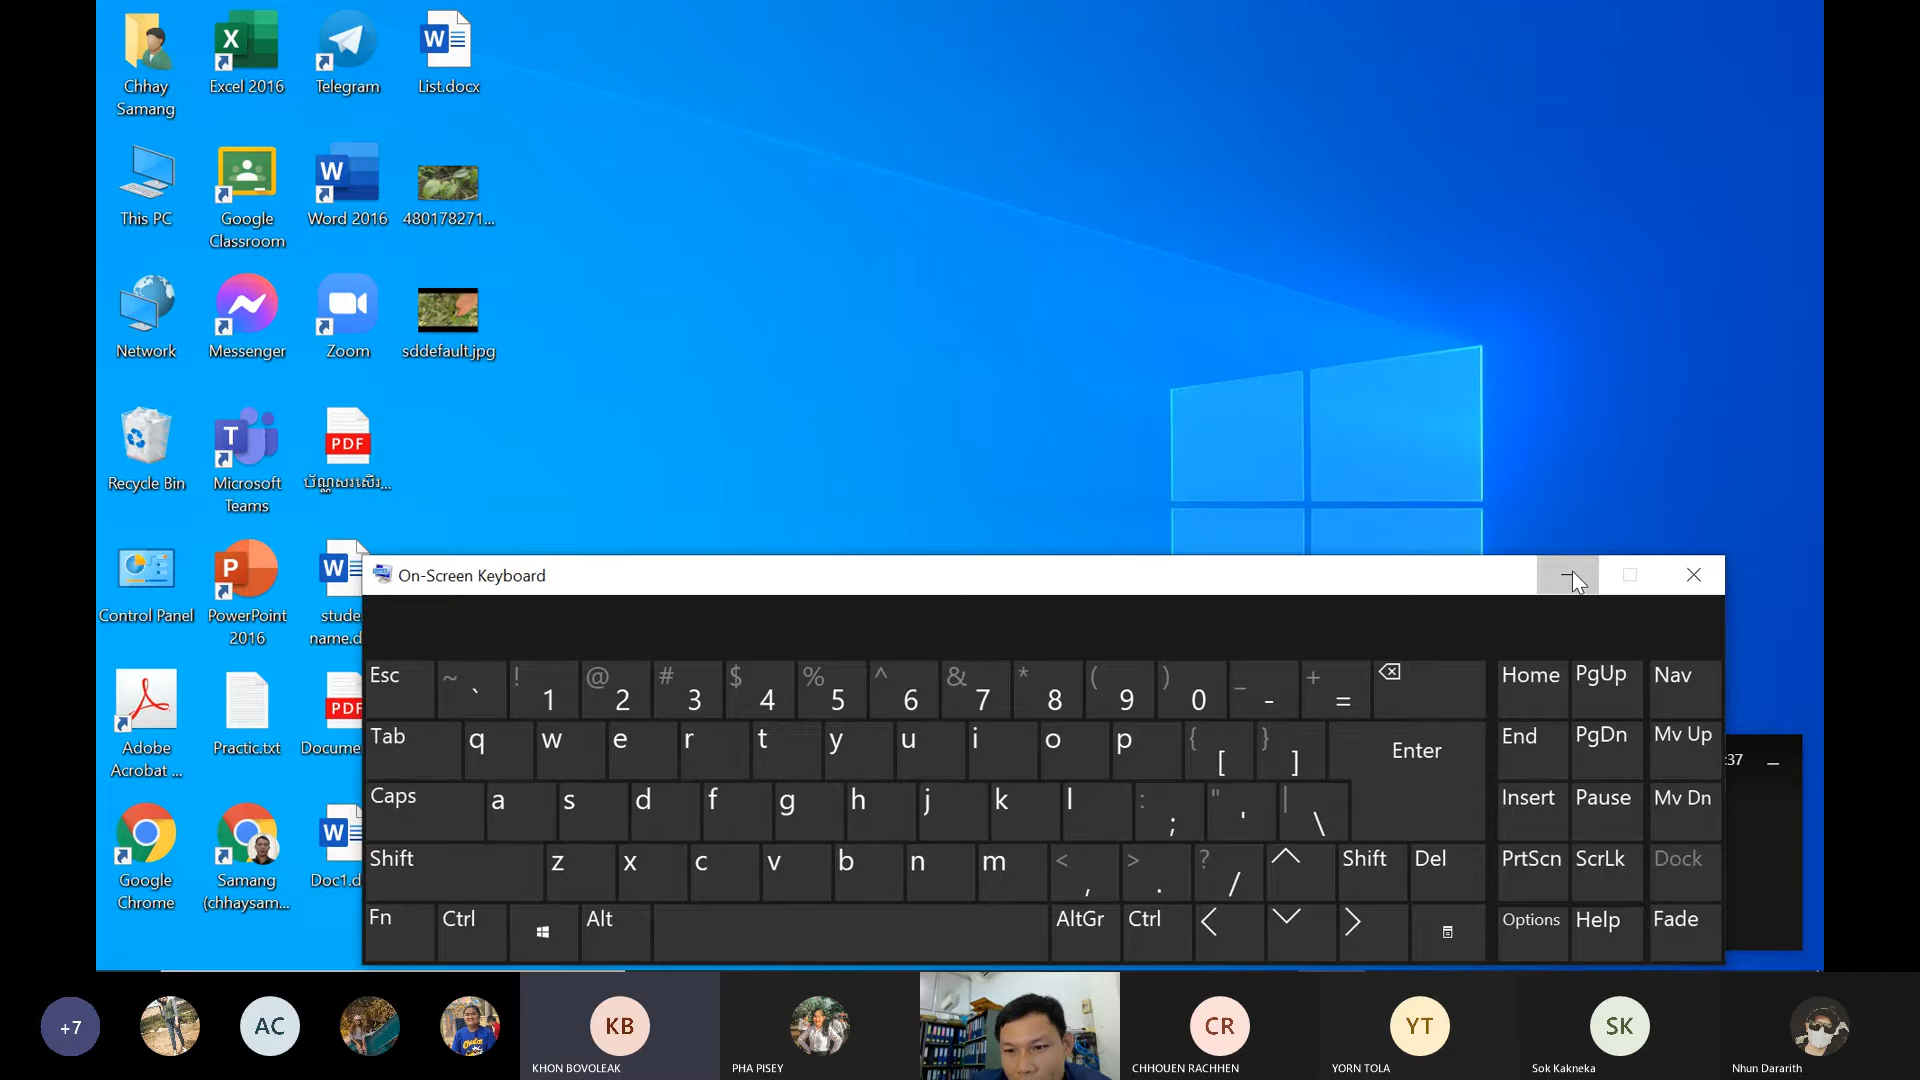 Chhay
Samang
Excel 2016
Telegram
List.docx
This PC
Google
Classroom
Word 2016
480178271...
Network
Messenger
Zoom
sddefault.jpg
Recycle Bin
Microsoft
Teams
PDF
Control Panel
PowerPoint
2016
stude
name.d
Adobe
Acrobat ...
Practic.txt
PDF
Docume
Google
Chrome
Samang
(chhaysam...
Doc1.d
On-Screen Keyboard
Esc ~ ` ! 1 @ 2 # 3 $ 4 % 5 ^ 6 & 7 * 8 ( 9 ) 0 _ - + = Home PgUp Nav
Tab q w e r t y u i o p { [ } ] Enter End PgDn Mv Up
Caps a s d f g h j k l : ; " ' | \ Insert Pause Mv Dn
Shift z x c v b n m < , > . ? / Shift Del PrtScn ScrLk Dock
Fn Ctrl Alt AltGr Ctrl Options Help Fade
:37
+7
AC
KB
KHON BOVOLEAK
PHA PISEY
CR
CHHOUEN RACHHEN
YT
YORN TOLA
SK
Sok Kakneka
Nhun Dararith